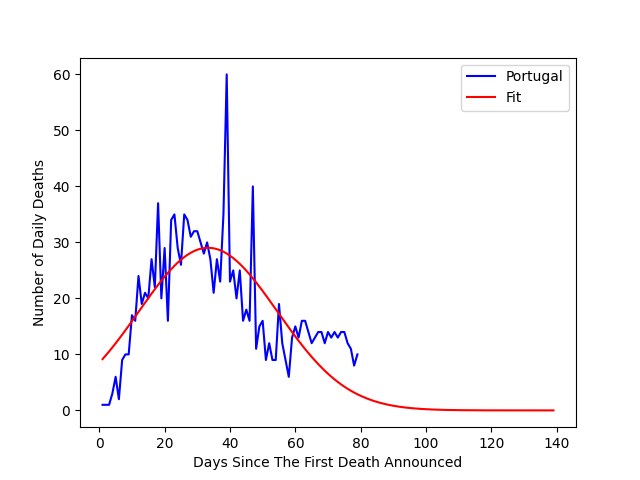 Portugal
Fit
Number of Daily Deaths
60
50
40
30
20
10
0
0 20 40 60 80 100 120 140
Days Since The First Death Announced